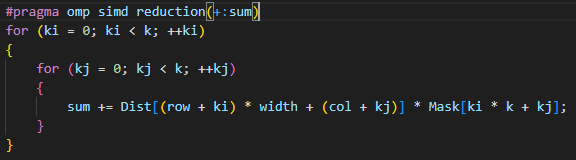 #pragma omp simd reduction(+:sum)
for (ki = 0; ki < k; ++ki)
{
    for (kj = 0; kj < k; ++kj)
    {
        sum += Dist[(row + ki) * width + (col + kj)] * Mask[ki * k + kj];
    }
}